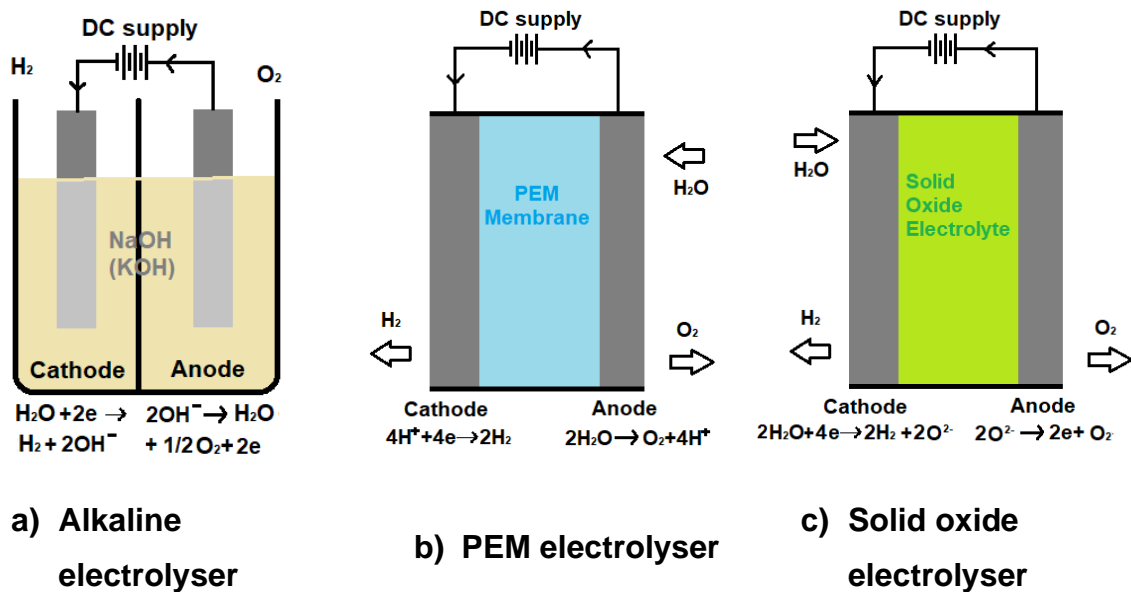 DC supply
H₂
O₂
NaOH
(KOH)
Cathode
Anode
H₂O +2e →
H₂ + 2OH⁻
2OH⁻ → H₂O
+ 1/2 O₂+ 2e
a) Alkaline
electrolyser
DC supply
PEM
Membrane
H₂O
H₂
O₂
Cathode
4H⁺+4e→2H₂
Anode
2H₂O → O₂+4H⁺
b) PEM electrolyser
DC supply
H₂O
Solid
Oxide
Electrolyte
H₂
O₂
Cathode
2H₂O+4e→2H₂ +2O²⁻
Anode
2O²⁻ → 2e+ O₂
c) Solid oxide
electrolyser